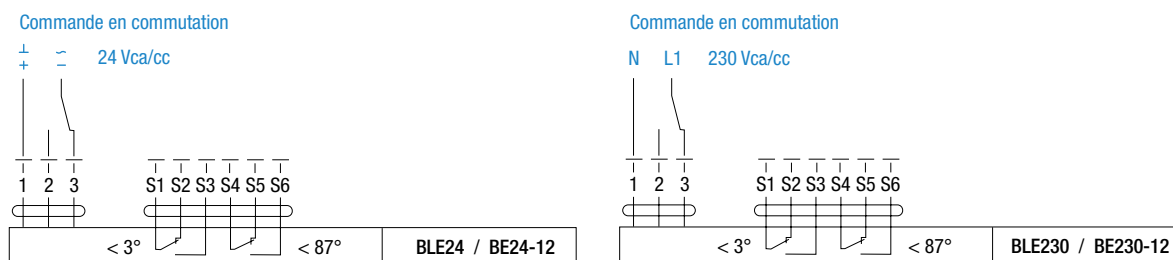 Commande en commutation
⊥ ~
+ − 24 Vca/cc
1 2 3 S1 S2 S3 S4 S5 S6
< 3° < 87° BLE24 / BE24-12
Commande en commutation
N L1 230 Vca/cc
1 2 3 S1 S2 S3 S4 S5 S6
< 3° < 87° BLE230 / BE230-12